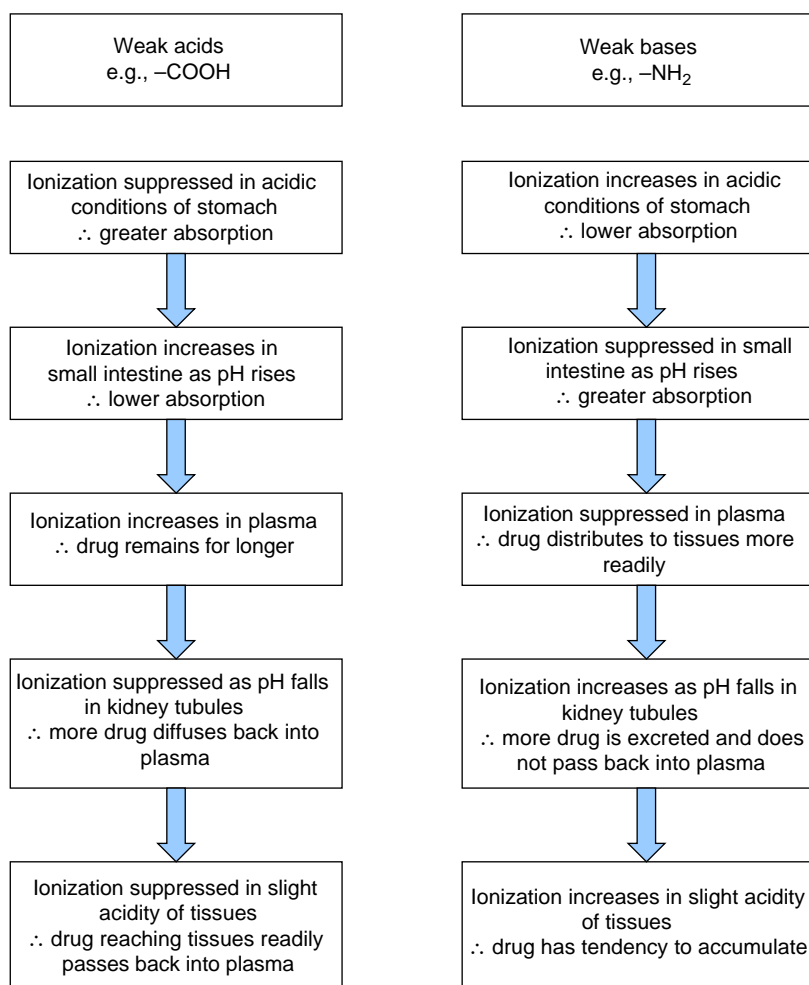 Weak acids
e.g., –COOH
Ionization suppressed in acidic
conditions of stomach
∴ greater absorption
Ionization increases in
small intestine as pH rises
∴ lower absorption
Ionization increases in plasma
∴ drug remains for longer
Ionization suppressed as pH falls
in kidney tubules
∴ more drug diffuses back into
plasma
Ionization suppressed in slight
acidity of tissues
∴ drug reaching tissues readily
passes back into plasma
Weak bases
e.g., –NH₂
Ionization increases in acidic
conditions of stomach
∴ lower absorption
Ionization suppressed in small
intestine as pH rises
∴ greater absorption
Ionization suppressed in plasma
∴ drug distributes to tissues more
readily
Ionization increases as pH falls in
kidney tubules
∴ more drug is excreted and does
not pass back into plasma
Ionization increases in slight acidity
of tissues
∴ drug has tendency to accumulate